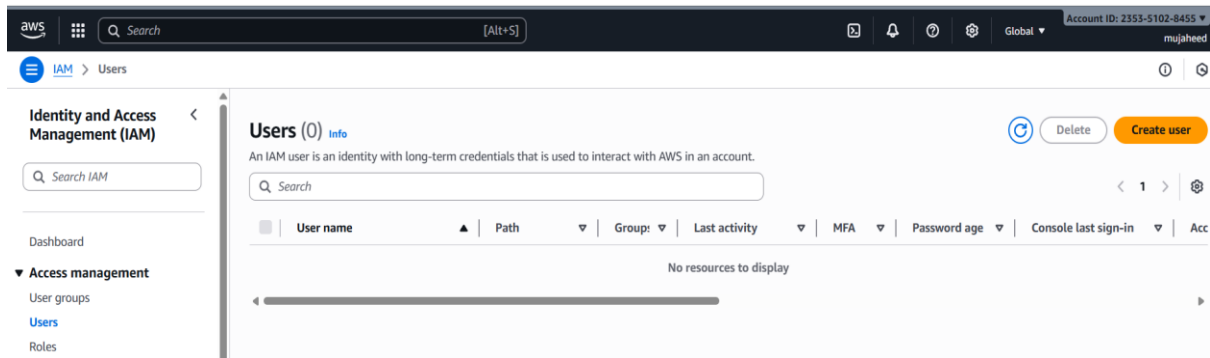 aws Search [Alt+S] Global ▼ Account ID: 2353-5102-8455 ▼
mujaheed
IAM > Users
Identity and Access Management (IAM)
Search IAM
Dashboard
Access management
User groups
Users
Roles
Users (0) Info
Delete Create user
An IAM user is an identity with long-term credentials that is used to interact with AWS in an account.
Search
1
User name Path Group: Last activity MFA Password age Console last sign-in Acc
No resources to display